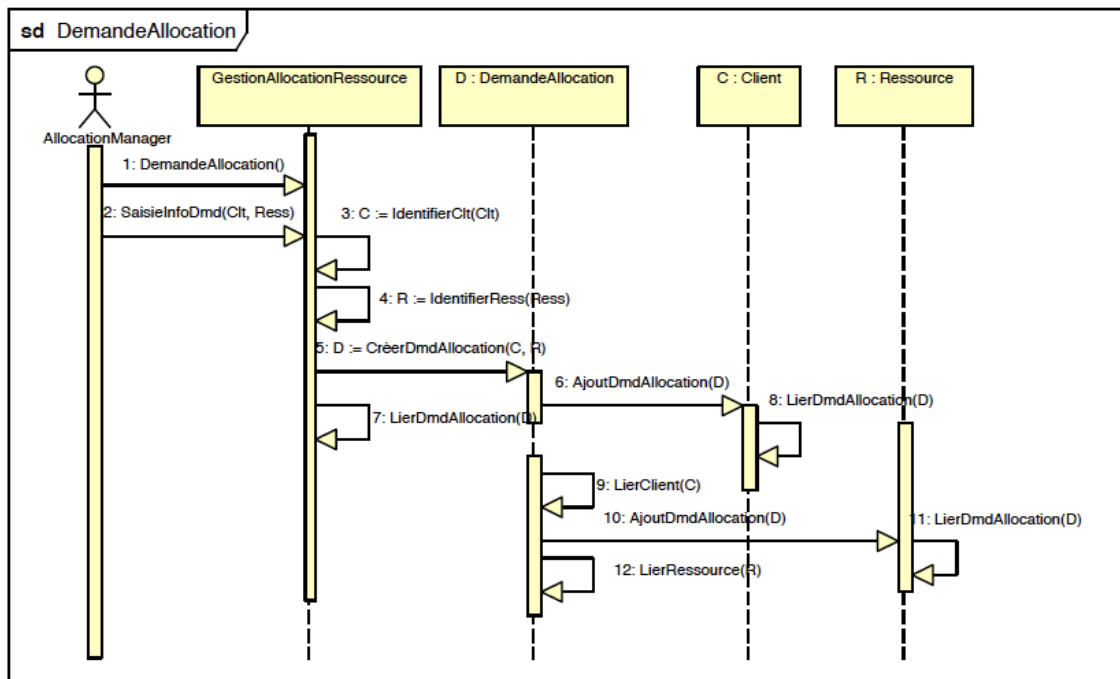 sd DemandeAllocation
GestionAllocationRessource
D : DemandeAllocation
C : Client
R : Ressource
AllocationManager
1: DemandeAllocation()
2: SaisieInfoDmd(Clt, Ress)
3: C := IdentifierClt(Clt)
4: R := IdentifierRess(Ress)
5: D := CréerDmdAllocation(C, R)
6: AjoutDmdAllocation(D)
7: LierDmdAllocation(D)
8: LierDmdAllocation(D)
9: LierClient(C)
10: AjoutDmdAllocation(D)
11: LierDmdAllocation(D)
12: LierRessource(R)